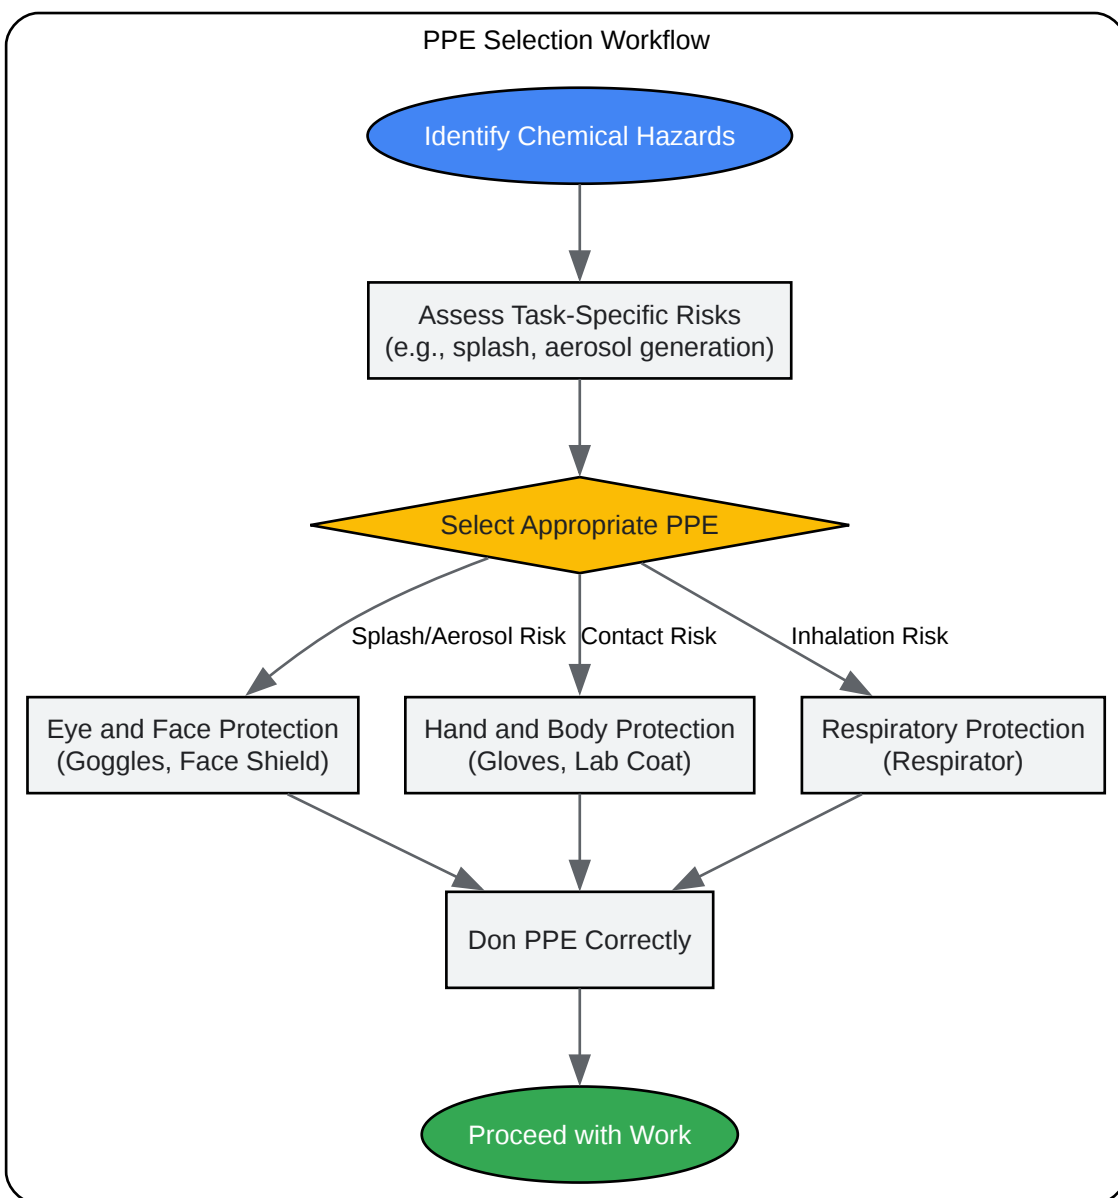 PPE Selection Workflow
Identify Chemical Hazards
Assess Task-Specific Risks
(e.g., splash, aerosol generation)
Select Appropriate PPE
Splash/Aerosol Risk
Contact Risk
Inhalation Risk
Eye and Face Protection
(Goggles, Face Shield)
Hand and Body Protection
(Gloves, Lab Coat)
Respiratory Protection
(Respirator)
Don PPE Correctly
Proceed with Work